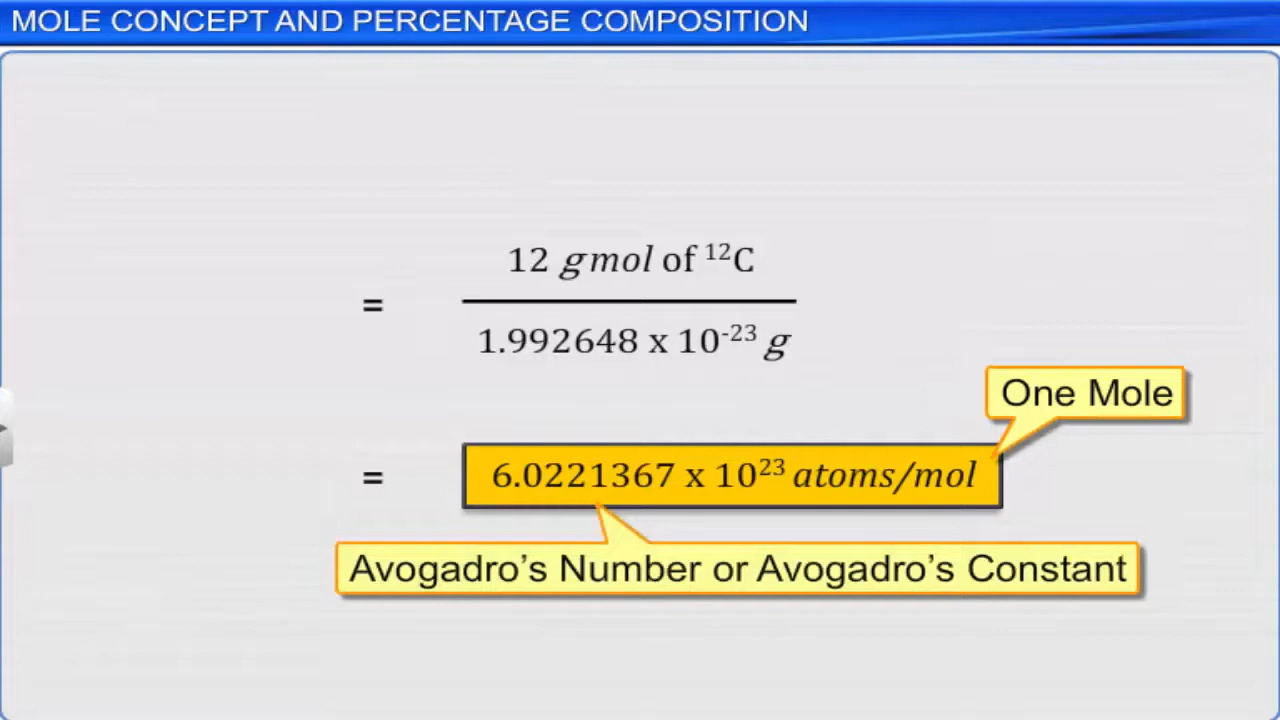 MOLE CONCEPT AND PERCENTAGE COMPOSITION
12 gmol of ¹²C
=
1.992648 x 10⁻²³ g
One Mole
= 6.0221367 x 10²³ atoms/mol
Avogadro’s Number or Avogadro’s Constant